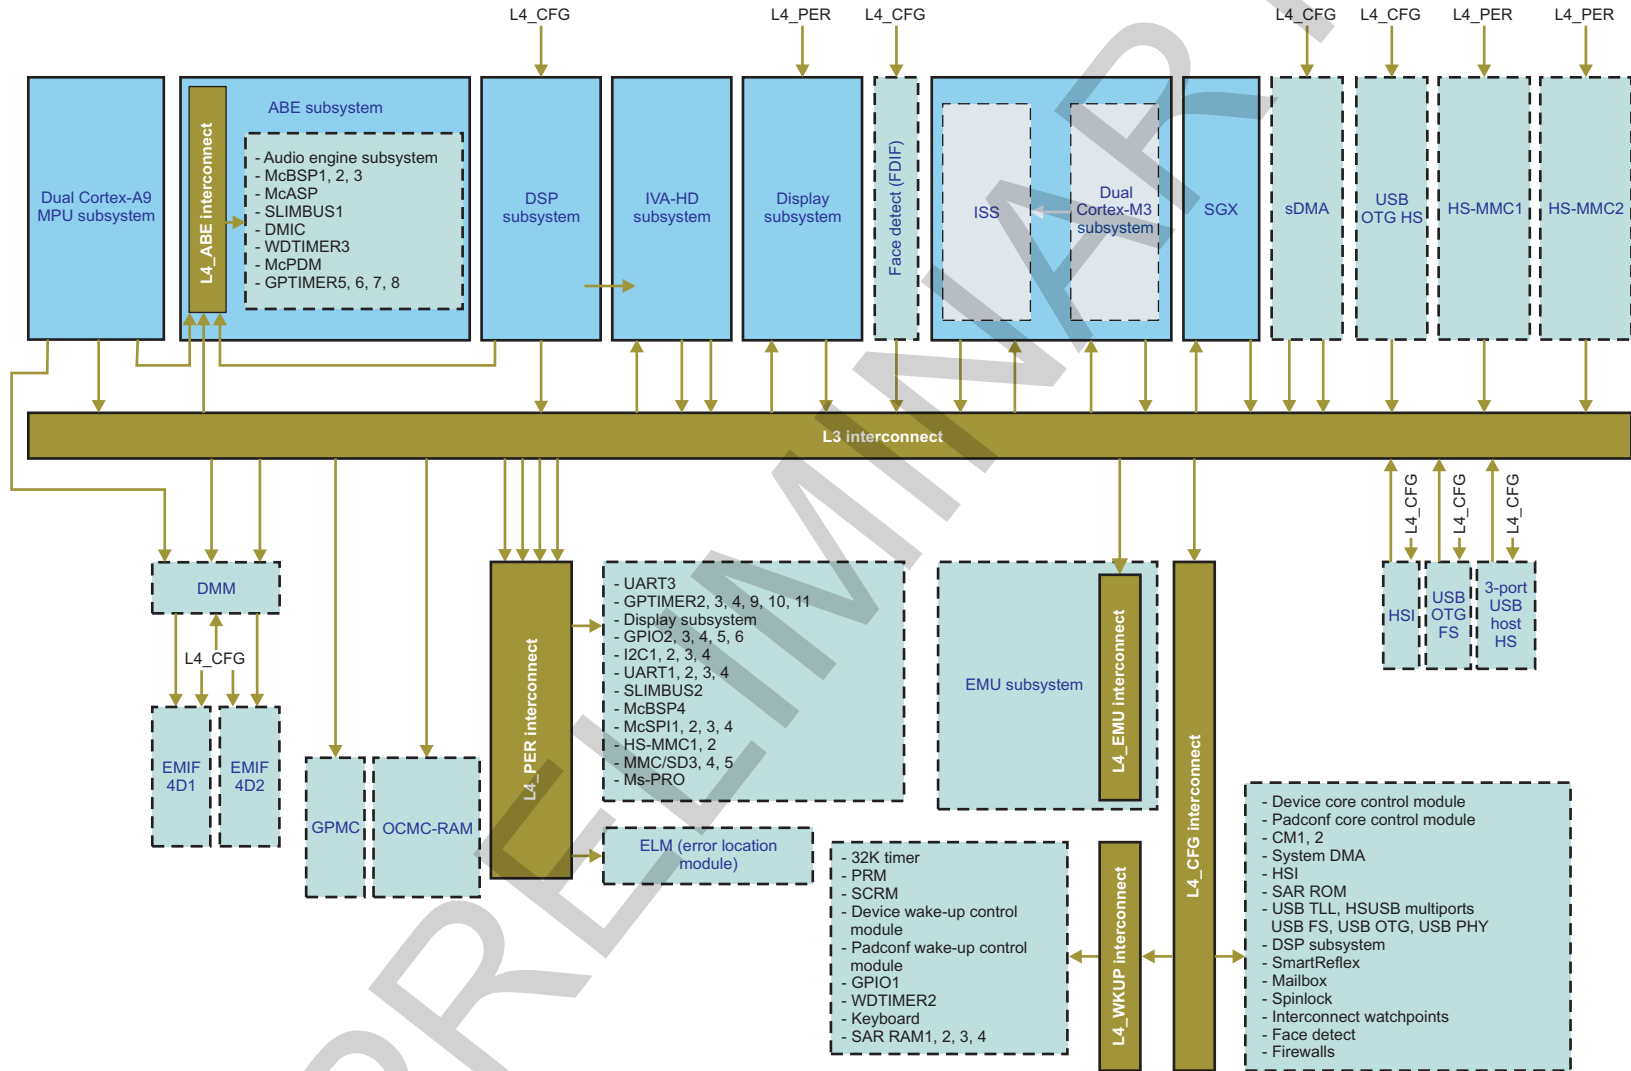 L4_CFG
L4_PER
L4_CFG
L4_CFG
L4_CFG
L4_PER
L4_PER
Dual Cortex-A9
MPU subsystem
ABE subsystem
L4_ABE interconnect
- Audio engine subsystem
- McBSP1, 2, 3
- McASP
- SLIMBUS1
- DMIC
- WDTIMER3
- McPDM
- GPTIMER5, 6, 7, 8
DSP
subsystem
IVA-HD
subsystem
Display
subsystem
Face detect (FDIF)
ISS
Dual
Cortex-M3
subsystem
SGX
sDMA
USB
OTG HS
HS-MMC1
HS-MMC2
L3 interconnect
L4_CFG
L4_CFG
L4_CFG
DMM
L4_CFG
EMIF
4D1
EMIF
4D2
GPMC
OCMC-RAM
L4_PER interconnect
- UART3
- GPTIMER2, 3, 4, 9, 10, 11
- Display subsystem
- GPIO2, 3, 4, 5, 6
- I2C1, 2, 3, 4
- UART1, 2, 3, 4
- SLIMBUS2
- McBSP4
- McSPI1, 2, 3, 4
- HS-MMC1, 2
- MMC/SD3, 4, 5
- Ms-PRO
ELM (error location
module)
EMU subsystem
L4_EMU interconnect
L4_CFG interconnect
HSI
USB
OTG
FS
3-port
USB
host
HS
- 32K timer
- PRM
- SCRM
- Device wake-up control
module
- Padconf wake-up control
module
- GPIO1
- WDTIMER2
- Keyboard
- SAR RAM1, 2, 3, 4
L4_WKUP interconnect
- Device core control module
- Padconf core control module
- CM1, 2
- System DMA
- HSI
- SAR ROM
- USB TLL, HSUSB multiports
USB FS, USB OTG, USB PHY
- DSP subsystem
- SmartReflex
- Mailbox
- Spinlock
- Interconnect watchpoints
- Face detect
- Firewalls
PRELIMINARY